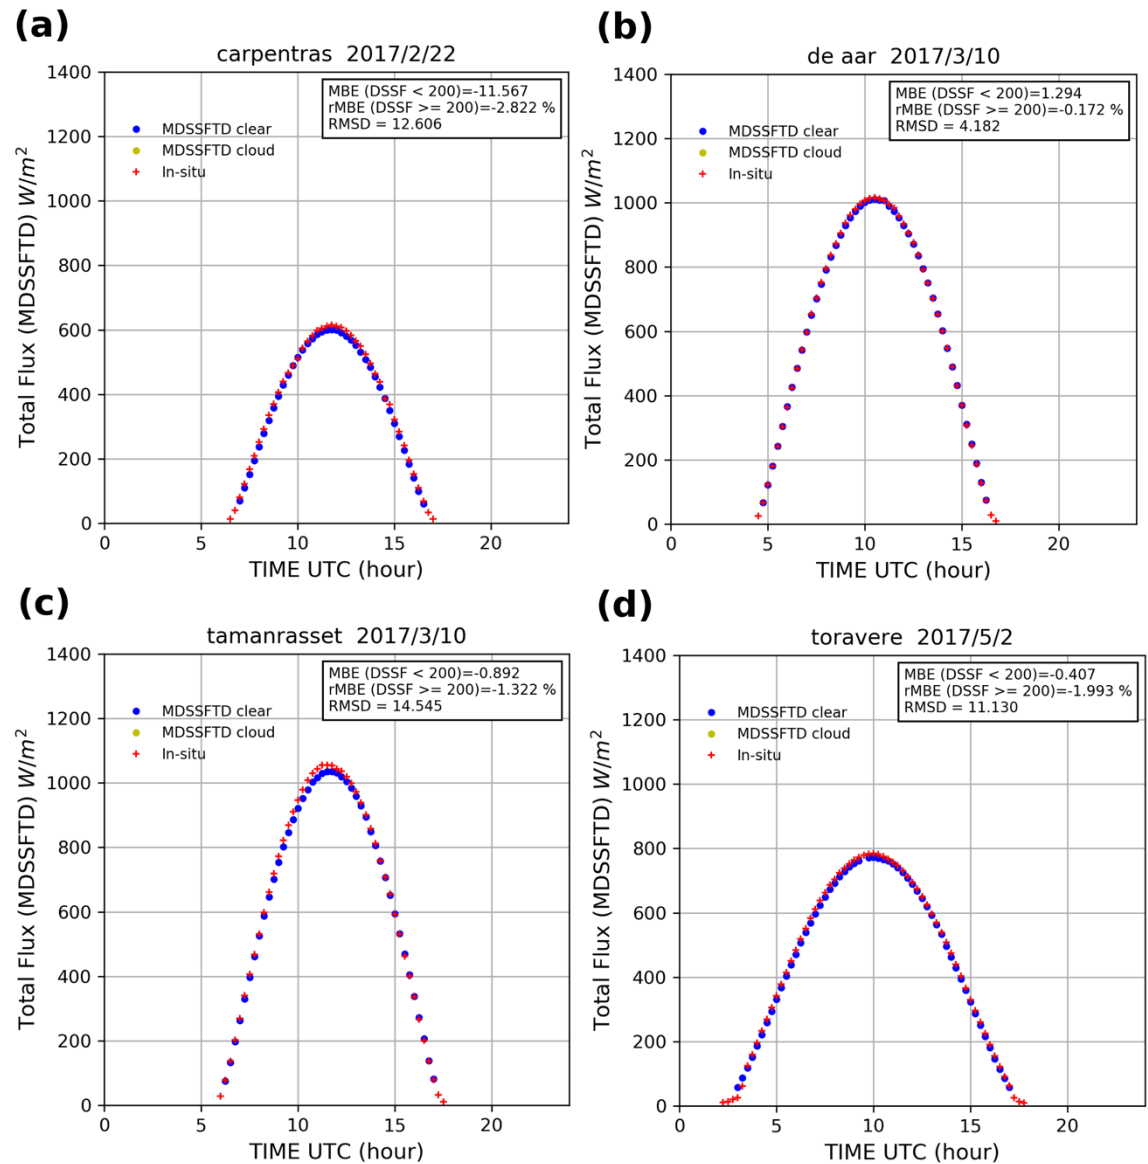 (a)
carpentras 2017/2/22
MBE (DSSF < 200)=-11.567
rMBE (DSSF >= 200)=-2.822 %
RMSD = 12.606
MDSSFTD clear
MDSSFTD cloud
In-situ
Total Flux (MDSSFTD) W/m²
1400
1200
1000
800
600
400
200
0
0 5 10 15 20
TIME UTC (hour)
(b)
de aar 2017/3/10
MBE (DSSF < 200)=1.294
rMBE (DSSF >= 200)=-0.172 %
RMSD = 4.182
MDSSFTD clear
MDSSFTD cloud
In-situ
Total Flux (MDSSFTD) W/m²
1400
1200
1000
800
600
400
200
0
0 5 10 15 20
TIME UTC (hour)
(c)
tamanrasset 2017/3/10
MBE (DSSF < 200)=-0.892
rMBE (DSSF >= 200)=-1.322 %
RMSD = 14.545
MDSSFTD clear
MDSSFTD cloud
In-situ
Total Flux (MDSSFTD) W/m²
1400
1200
1000
800
600
400
200
0
0 5 10 15 20
TIME UTC (hour)
(d)
toravere 2017/5/2
MBE (DSSF < 200)=-0.407
rMBE (DSSF >= 200)=-1.993 %
RMSD = 11.130
MDSSFTD clear
MDSSFTD cloud
In-situ
Total Flux (MDSSFTD) W/m²
1400
1200
1000
800
600
400
200
0
0 5 10 15 20
TIME UTC (hour)